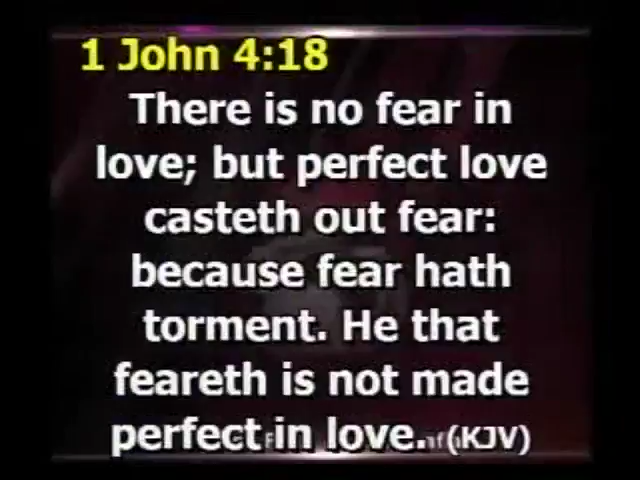 1 John 4:18
There is no fear in
love; but perfect love
casteth out fear:
because fear hath
torment. He that
feareth is not made
perfect in love. (KJV)